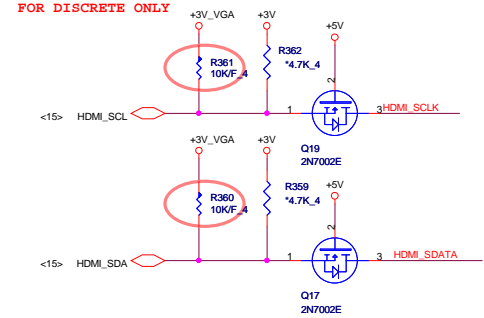 FOR DISCRETE ONLY
+3V_VGA
+3V
+5V
R361
10K/F_4
R362
*4.7K_4
2
<15>
HDMI_SCL
1
3
HDMI_SCLK
Q19
2N7002E
+3V_VGA
+3V
+5V
R360
10K/F_4
R359
*4.7K_4
2
<15>
HDMI_SDA
1
3
HDMI_SDATA
Q17
2N7002E